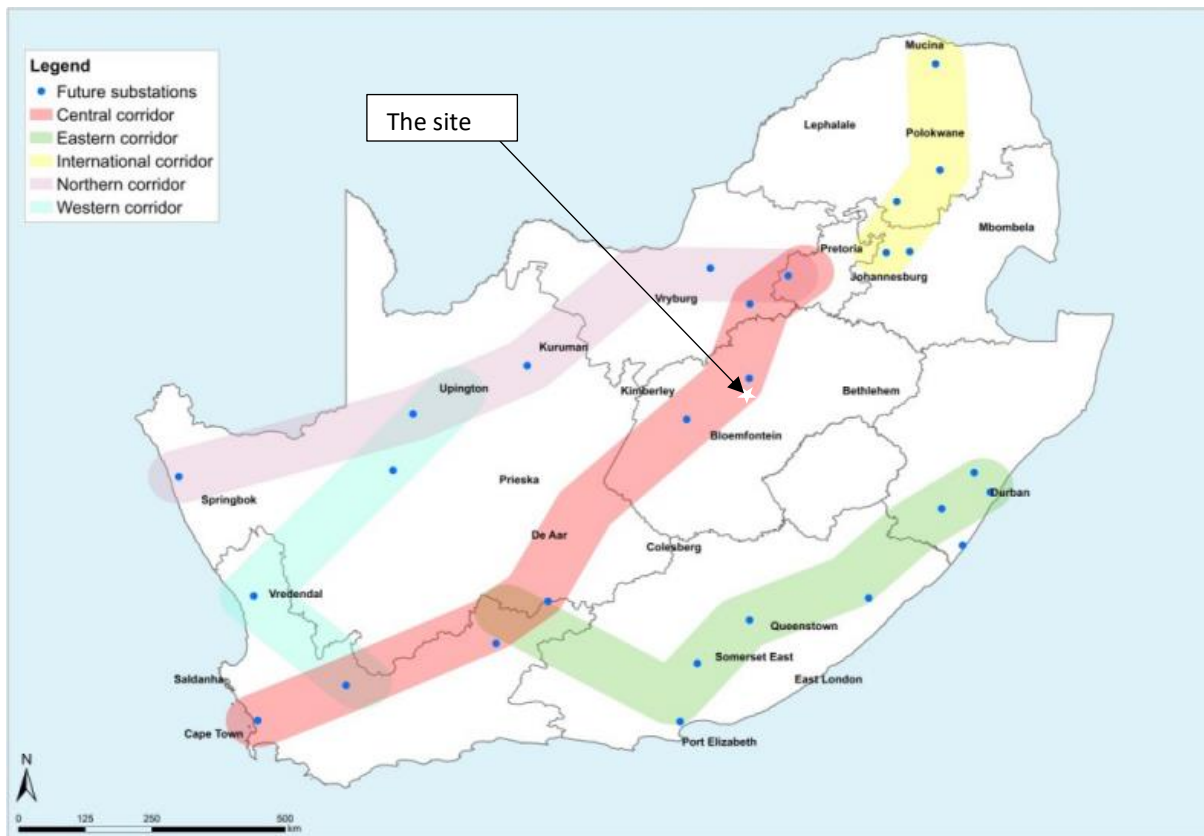 Legend
Future substations
Central corridor
Eastern corridor
International corridor
Northern corridor
Western corridor
The site
Mucina
Lephalale
Polokwane
Mbombela
Pretoria
Johannesburg
Vryburg
Kuruman
Upington
Kimberley
Bethlehem
Bloemfontein
Springbok
Prieska
Durban
De Aar
Colesberg
Vredendal
Queenstown
Somerset East
East London
Saldanha
Cape Town
Port Elizabeth
N
0 125 250 500
km